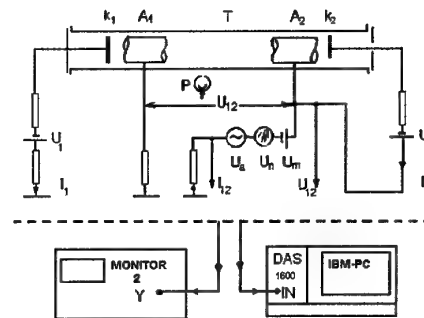 k1 A1 T A2 k2
P
U12
U1
Ua Un Um
I1 I12 U12
MONITOR
2
Y
DAS
1600
IN
IBM-PC